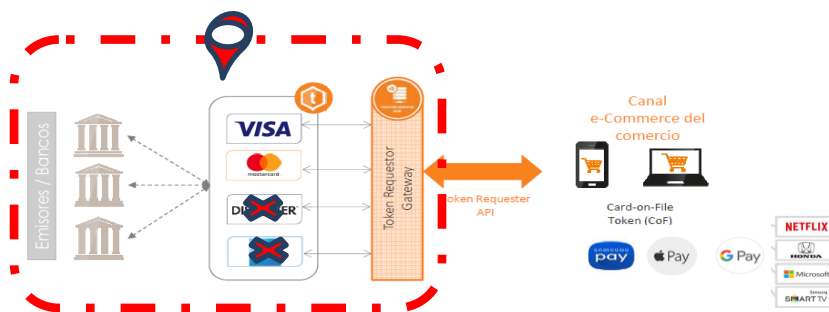 Emisores / Bancos
t
VISA
mastercard.
Token Requestor
Gateway
Token Requester
API
Canal
e-Commerce del
comercio
Card-on-File
Token (CoF)
SAMSUNG
pay
Pay
G Pay
NETFLIX
HONDA
Microsoft
Samsung
SMART TV